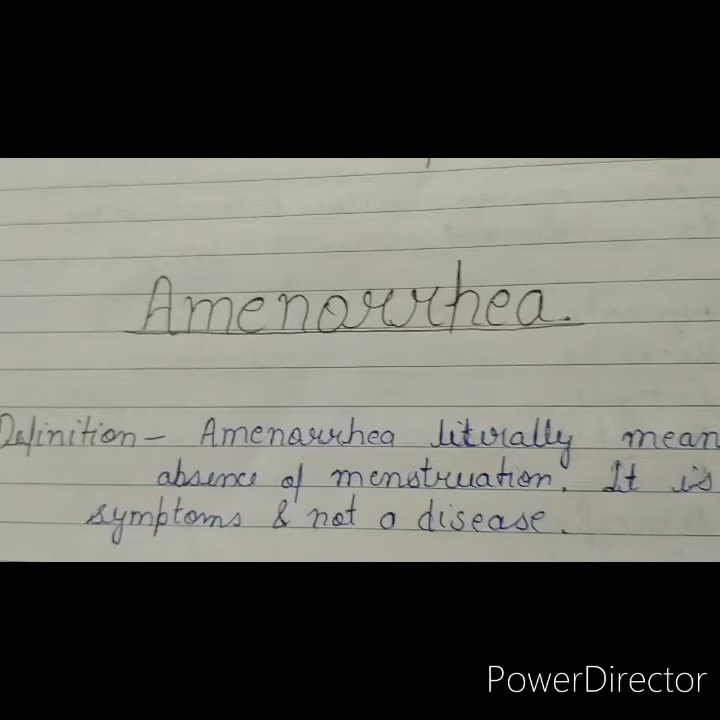 Amenorrhea.
Definition - Amenorrhea literally mean
absence of menstruation. It is
symptoms & not a disease.
PowerDirector